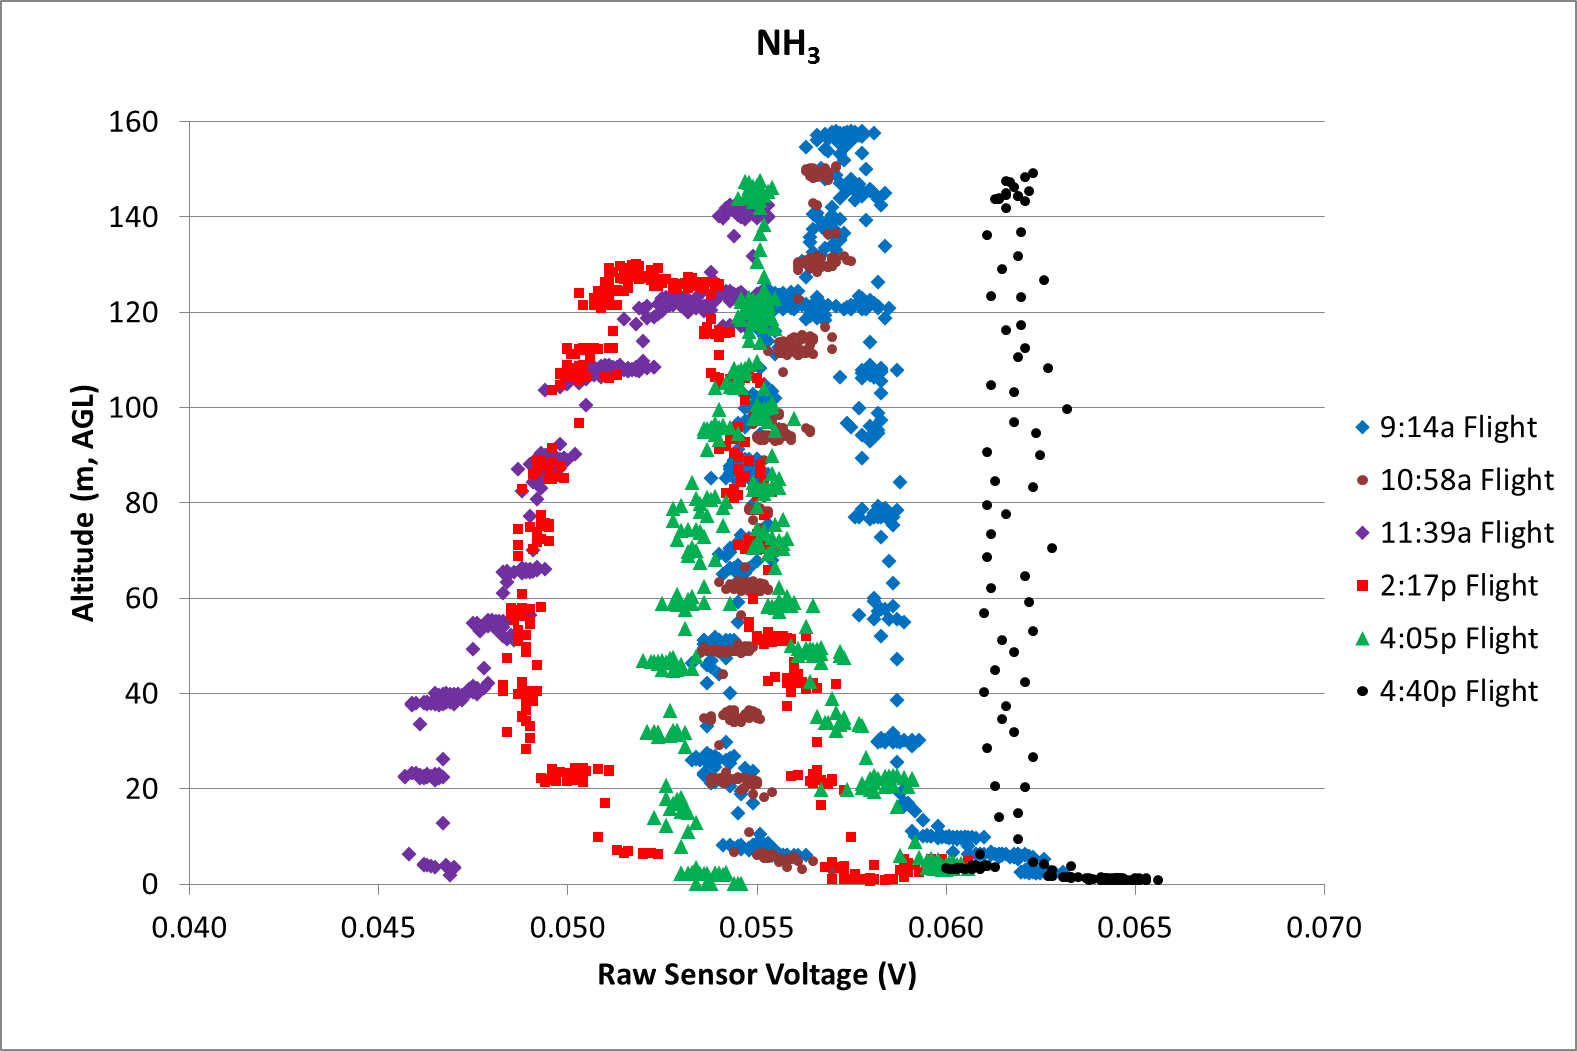 NH₃
160
140
120
100
80
60
40
20
0
Altitude (m, AGL)
0.040 0.045 0.050 0.055 0.060 0.065 0.070
Raw Sensor Voltage (V)
9:14a Flight
10:58a Flight
11:39a Flight
2:17p Flight
4:05p Flight
4:40p Flight